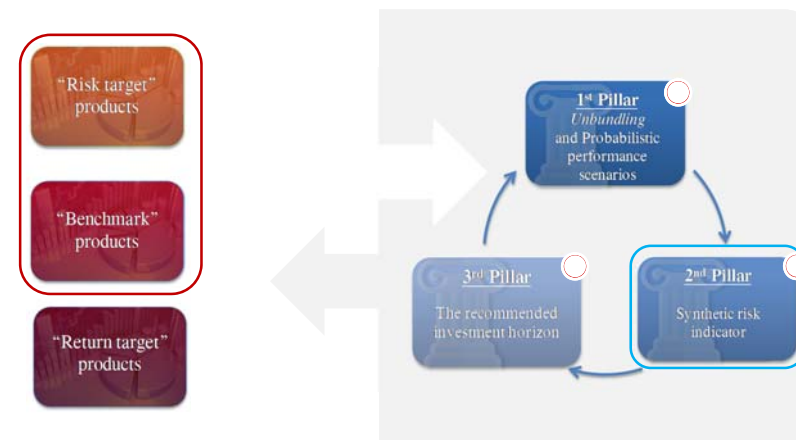 “Risk target”
products
“Benchmark”
products
“Return target”
products
1st Pillar
Unbundling
and Probabilistic
performance
scenarios
3rd Pillar
The recommended
investment horizon
2nd Pillar
Synthetic risk
indicator